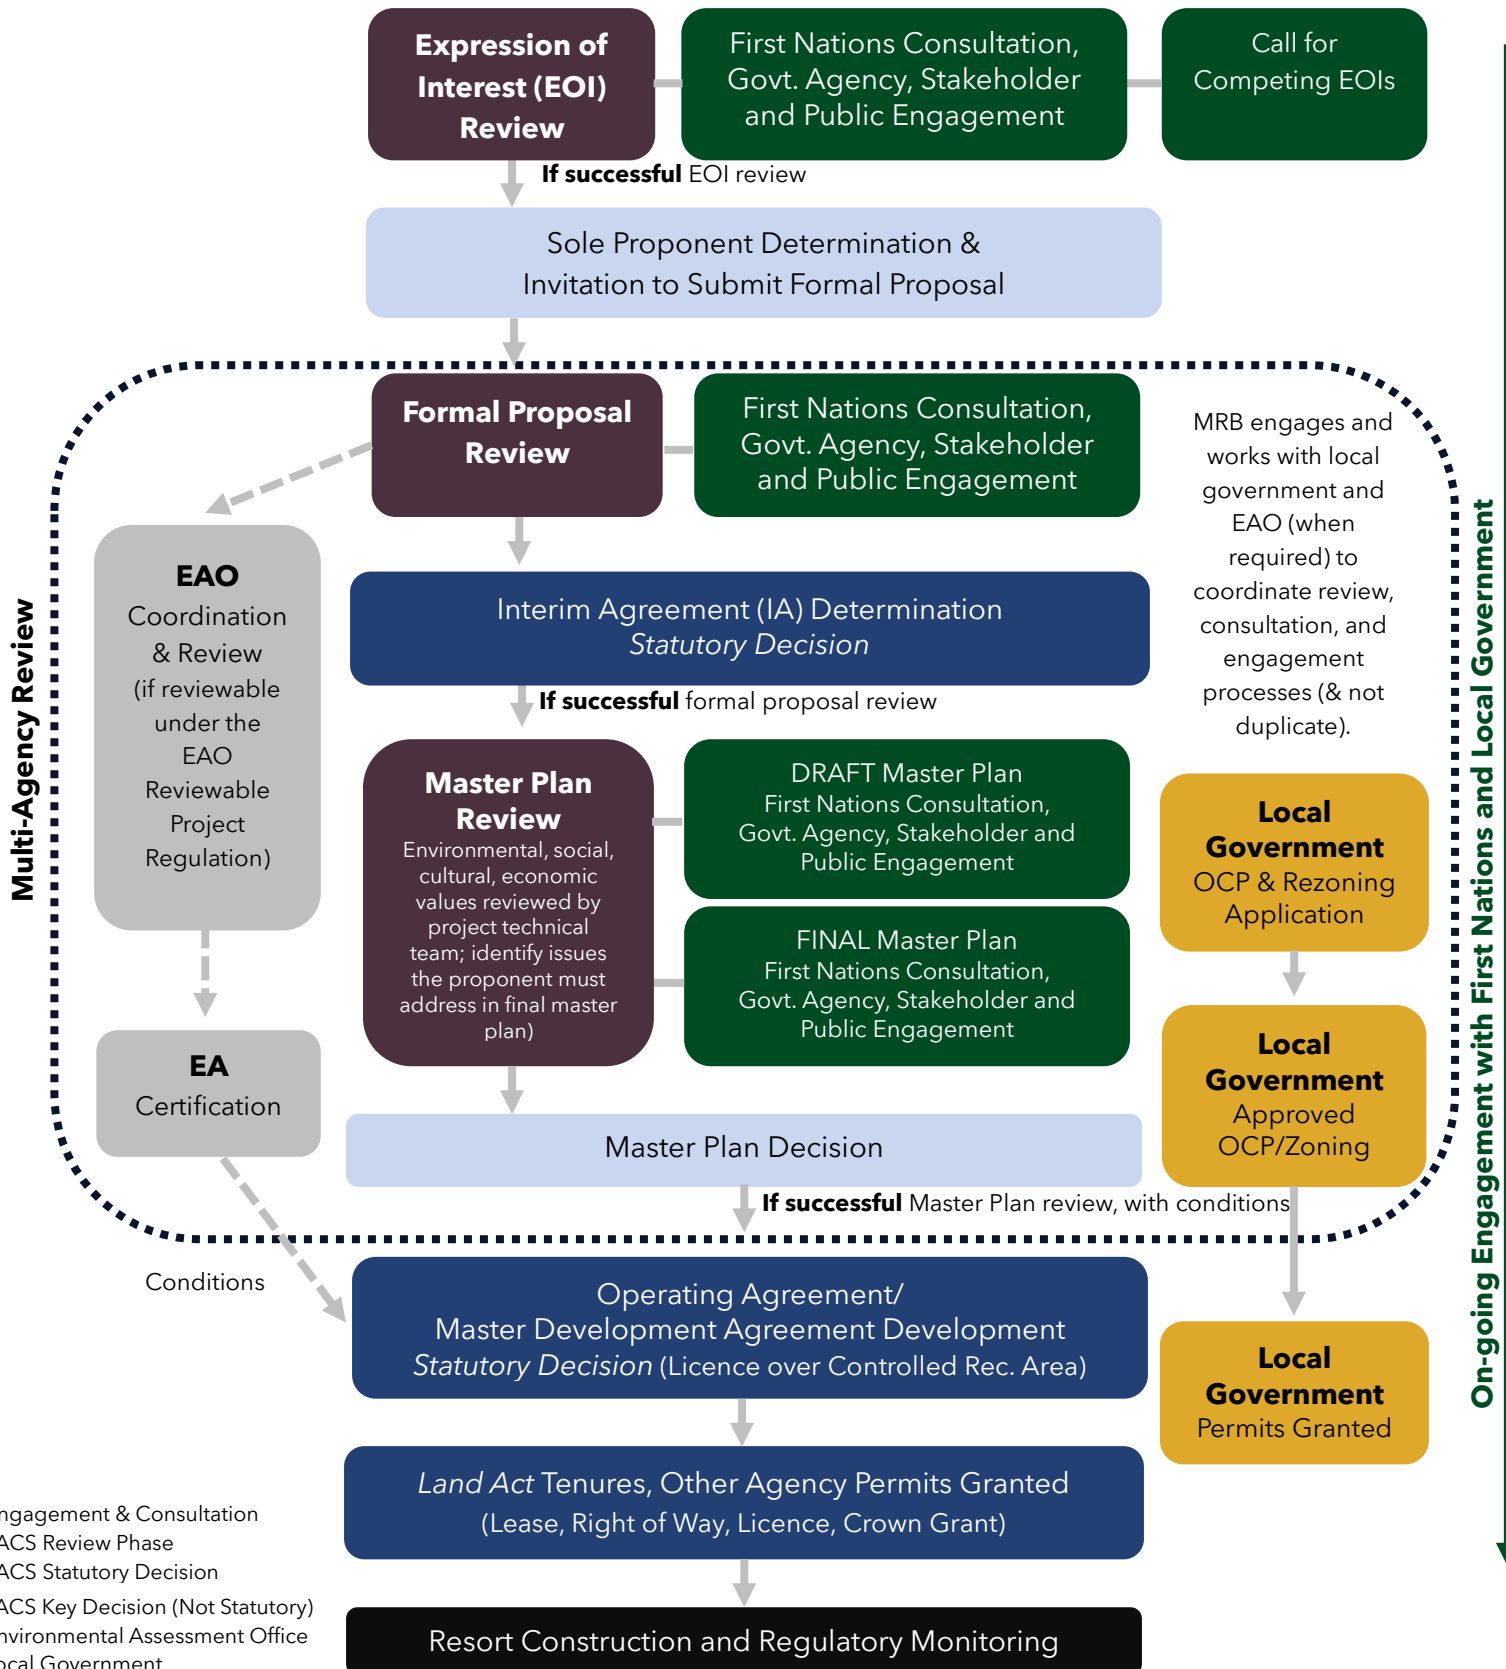 Expression of
Interest (EOI)
Review
First Nations Consultation,
Govt. Agency, Stakeholder
and Public Engagement
Call for
Competing EOIs
If successful EOI review
Sole Proponent Determination &
Invitation to Submit Formal Proposal
Formal Proposal
Review
First Nations Consultation,
Govt. Agency, Stakeholder
and Public Engagement
MRB engages and
works with local
government and
EAO (when
required) to
coordinate review,
consultation, and
engagement
processes (& not
duplicate).
Multi-Agency Review
On-going Engagement with First Nations and Local Government
EAO
Coordination
& Review
(if reviewable
under the
EAO
Reviewable
Project
Regulation)
Interim Agreement (IA) Determination
Statutory Decision
If successful formal proposal review
Master Plan
Review
Environmental, social,
cultural, economic
values reviewed by
project technical
team; identify issues
the proponent must
address in final master
plan)
DRAFT Master Plan
First Nations Consultation,
Govt. Agency, Stakeholder and
Public Engagement
FINAL Master Plan
First Nations Consultation,
Govt. Agency, Stakeholder and
Public Engagement
Local
Government
OCP & Rezoning
Application
Local
Government
Approved
OCP/Zoning
EA
Certification
Master Plan Decision
If successful Master Plan review, with conditions
Conditions
Operating Agreement/
Master Development Agreement Development
Statutory Decision (Licence over Controlled Rec. Area)
Local
Government
Permits Granted
Land Act Tenures, Other Agency Permits Granted
(Lease, Right of Way, Licence, Crown Grant)
ngagement & Consultation
ACS Review Phase
ACS Statutory Decision
ACS Key Decision (Not Statutory)
nvironmental Assessment Office
ocal Government
Resort Construction and Regulatory Monitoring